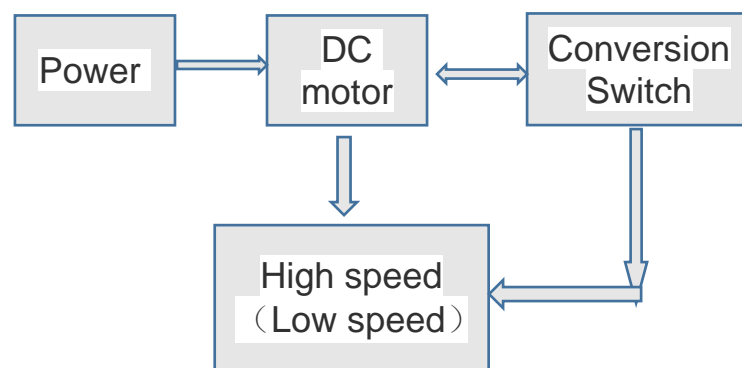 Power
DC
motor
Conversion
Switch
High speed
（Low speed）